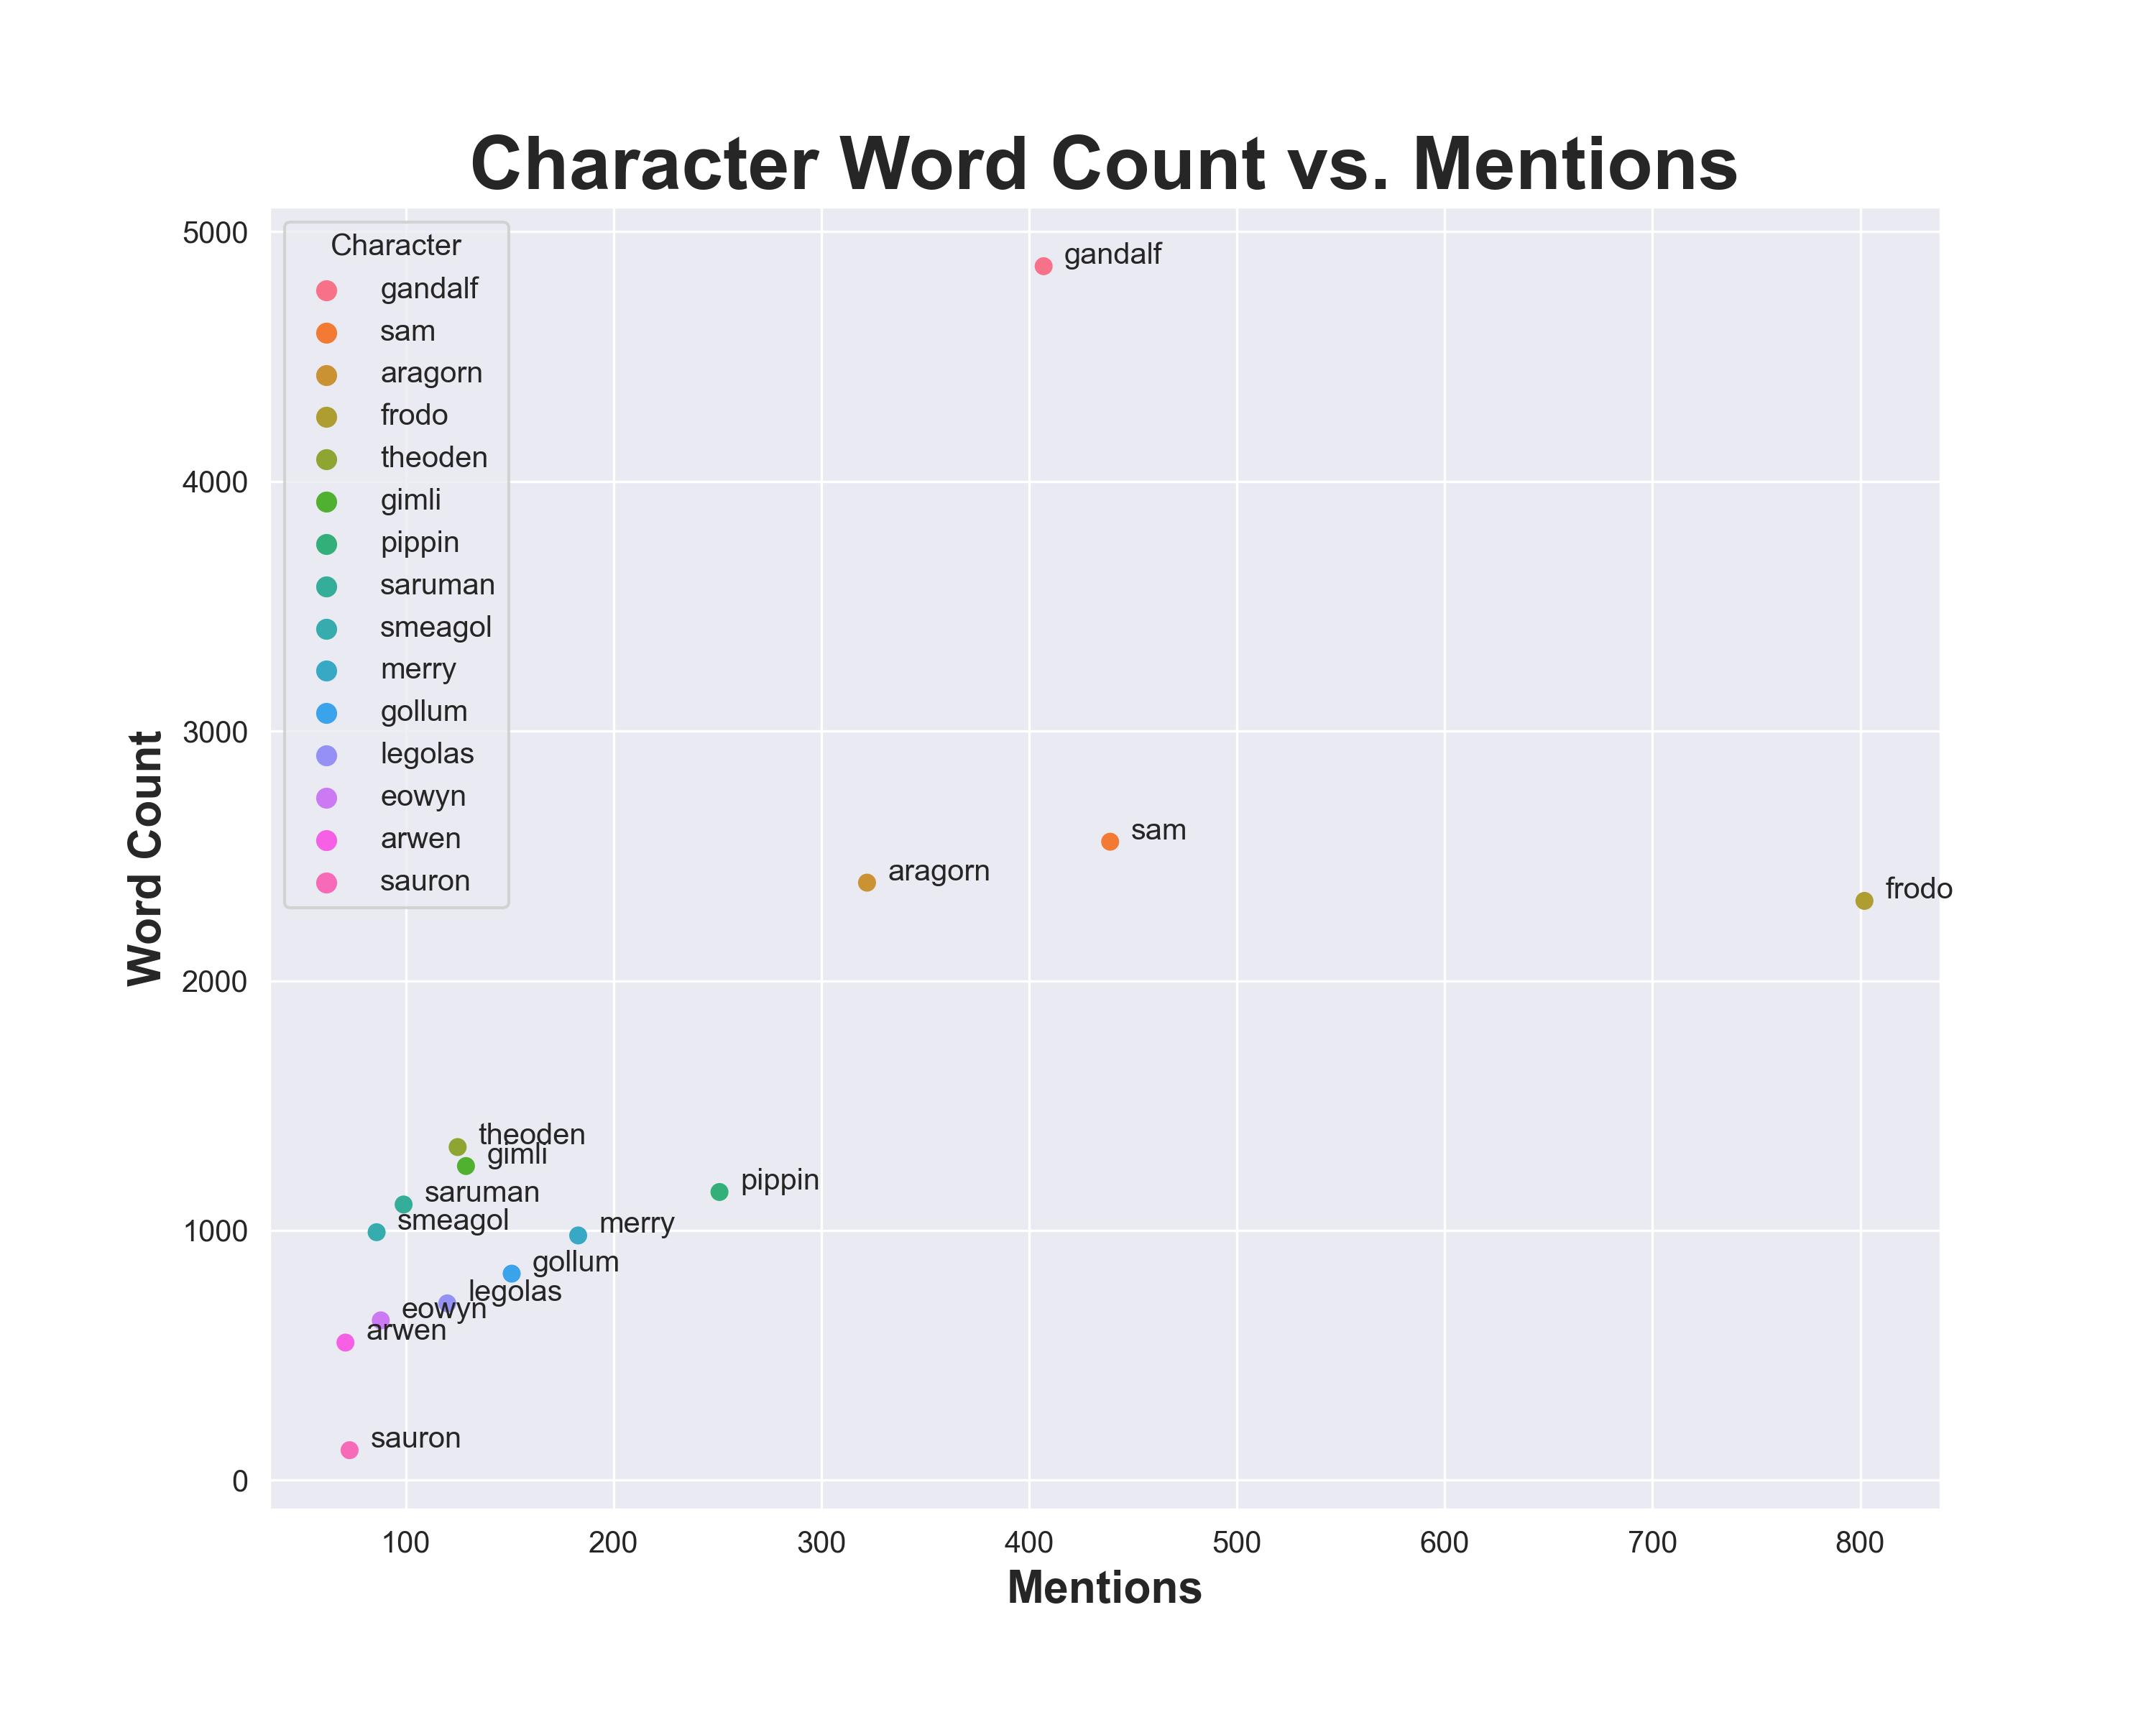 Character Word Count vs. Mentions
Character
gandalf
sam
aragorn
frodo
theoden
gimli
pippin
saruman
smeagol
merry
gollum
legolas
eowyn
arwen
sauron
Word Count
5000
4000
3000
2000
1000
0
gandalf
sam
aragorn
frodo
theoden
gimli
pippin
saruman
smeagol
merry
gollum
legolas
eowyn
arwen
sauron
100 200 300 400 500 600 700 800
Mentions